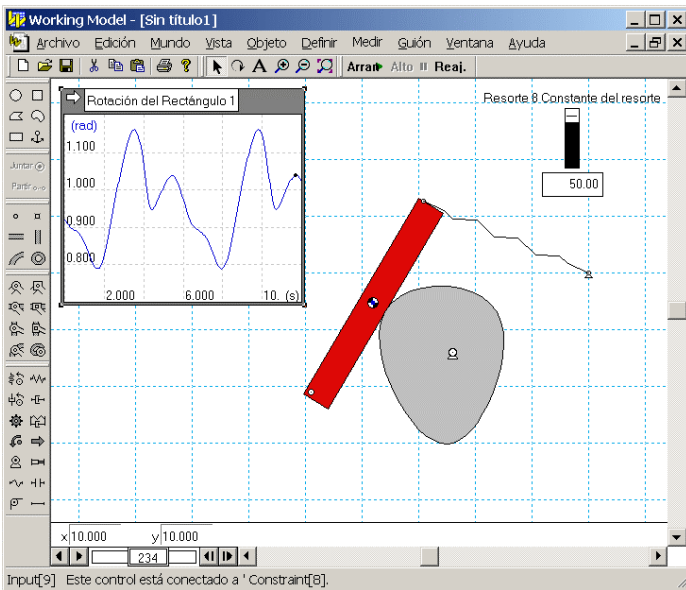 Working Model - [Sin título1]
Archivo Edición Mundo Vista Objeto Definir Medir Guión Ventana Ayuda
A Arran Alto II Reaj.
Rotación del Rectángulo 1
Resorte 8 Constante del resorte
(rad)
1.100
1.000
0.900
0.800
2.000 6.000 10. (s)
50.00
Juntar
Partir
x 10.000 y 10.000
234
Input[9] Este control está conectado a ' Constraint[8].